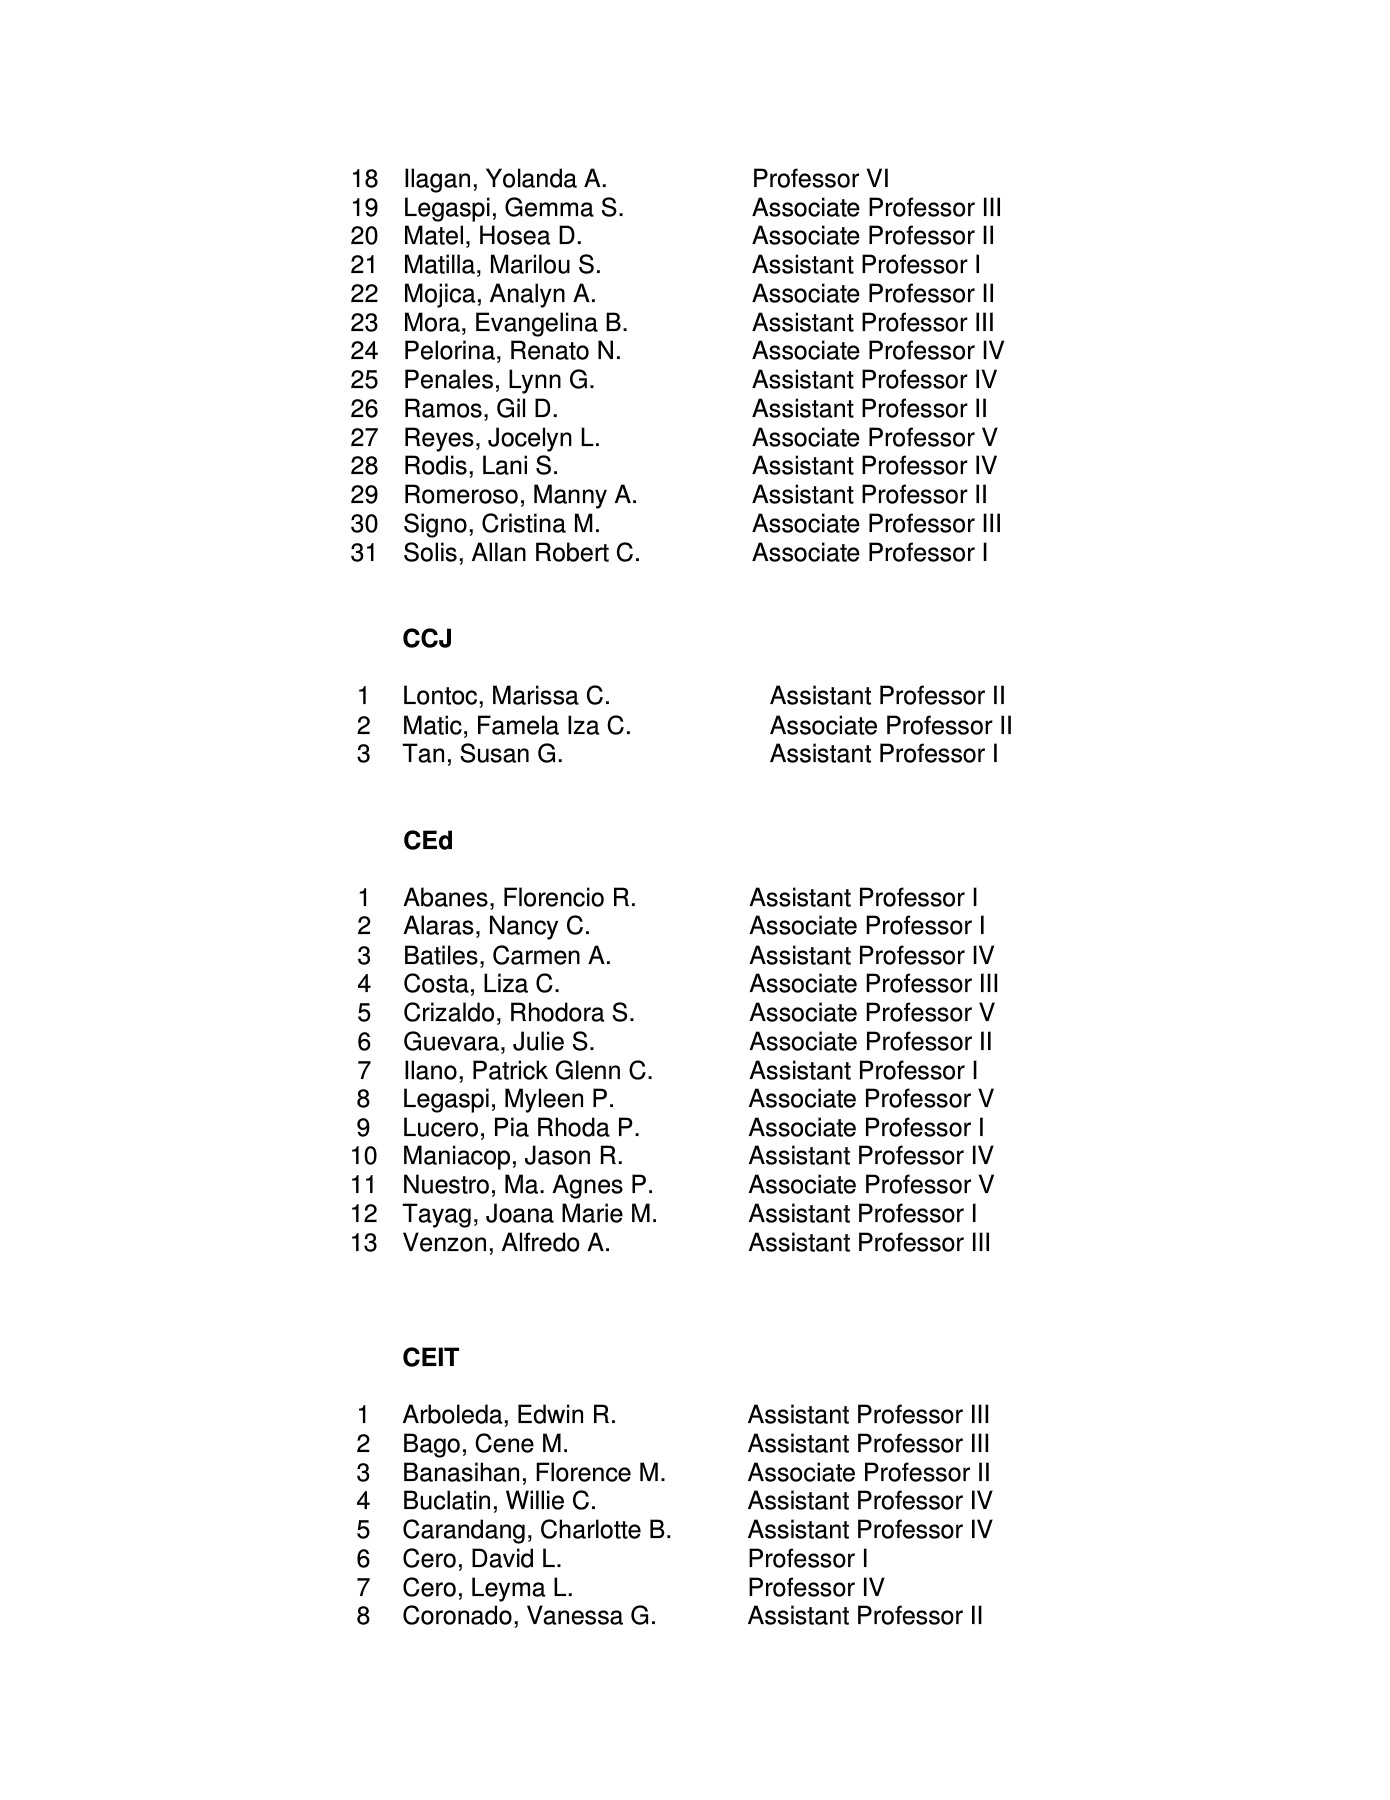 18 Ilagan, Yolanda A. Professor VI
19 Legaspi, Gemma S. Associate Professor III
20 Matel, Hosea D. Associate Professor II
21 Matilla, Marilou S. Assistant Professor I
22 Mojica, Analyn A. Associate Professor II
23 Mora, Evangelina B. Assistant Professor III
24 Pelorina, Renato N. Associate Professor IV
25 Penales, Lynn G. Assistant Professor IV
26 Ramos, Gil D. Assistant Professor II
27 Reyes, Jocelyn L. Associate Professor V
28 Rodis, Lani S. Assistant Professor IV
29 Romeroso, Manny A. Assistant Professor II
30 Signo, Cristina M. Associate Professor III
31 Solis, Allan Robert C. Associate Professor I
CCJ
1 Lontoc, Marissa C. Assistant Professor II
2 Matic, Famela Iza C. Associate Professor II
3 Tan, Susan G. Assistant Professor I
CEd
1 Abanes, Florencio R. Assistant Professor I
2 Alaras, Nancy C. Associate Professor I
3 Batiles, Carmen A. Assistant Professor IV
4 Costa, Liza C. Associate Professor III
5 Crizaldo, Rhodora S. Associate Professor V
6 Guevara, Julie S. Associate Professor II
7 Ilano, Patrick Glenn C. Assistant Professor I
8 Legaspi, Myleen P. Associate Professor V
9 Lucero, Pia Rhoda P. Associate Professor I
10 Maniacop, Jason R. Assistant Professor IV
11 Nuestro, Ma. Agnes P. Associate Professor V
12 Tayag, Joana Marie M. Assistant Professor I
13 Venzon, Alfredo A. Assistant Professor III
CEIT
1 Arboleda, Edwin R. Assistant Professor III
2 Bago, Cene M. Assistant Professor III
3 Banasihan, Florence M. Associate Professor II
4 Buclatin, Willie C. Assistant Professor IV
5 Carandang, Charlotte B. Assistant Professor IV
6 Cero, David L. Professor I
7 Cero, Leyma L. Professor IV
8 Coronado, Vanessa G. Assistant Professor II